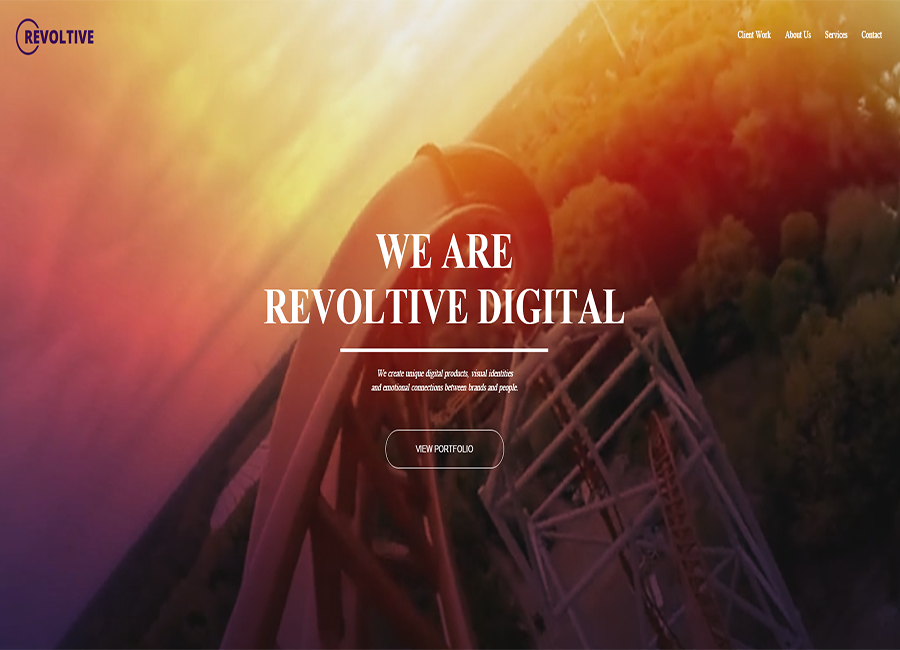 REVOLTIVE
Client Work About Us Services Contact
WE ARE
REVOLTIVE DIGITAL
We create unique digital products, visual identities
and emotional connections between brands and people.
VIEW PORTFOLIO